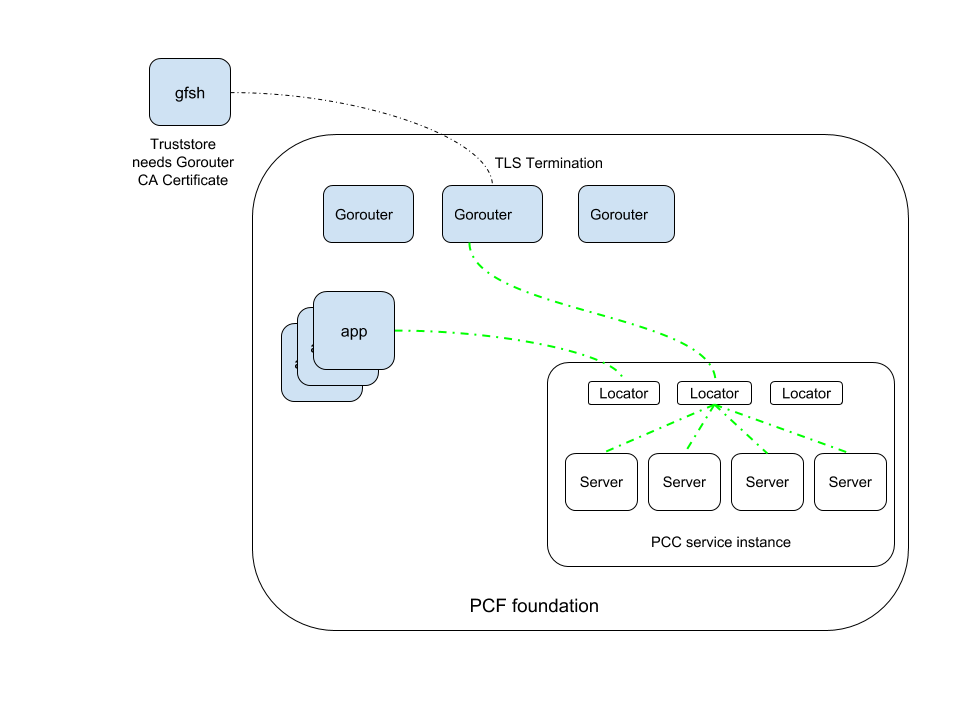 gfsh
Truststore
needs Gorouter
CA Certificate
TLS Termination
Gorouter
Gorouter
Gorouter
app
Locator
Locator
Locator
Server
Server
Server
Server
PCC service instance
PCF foundation